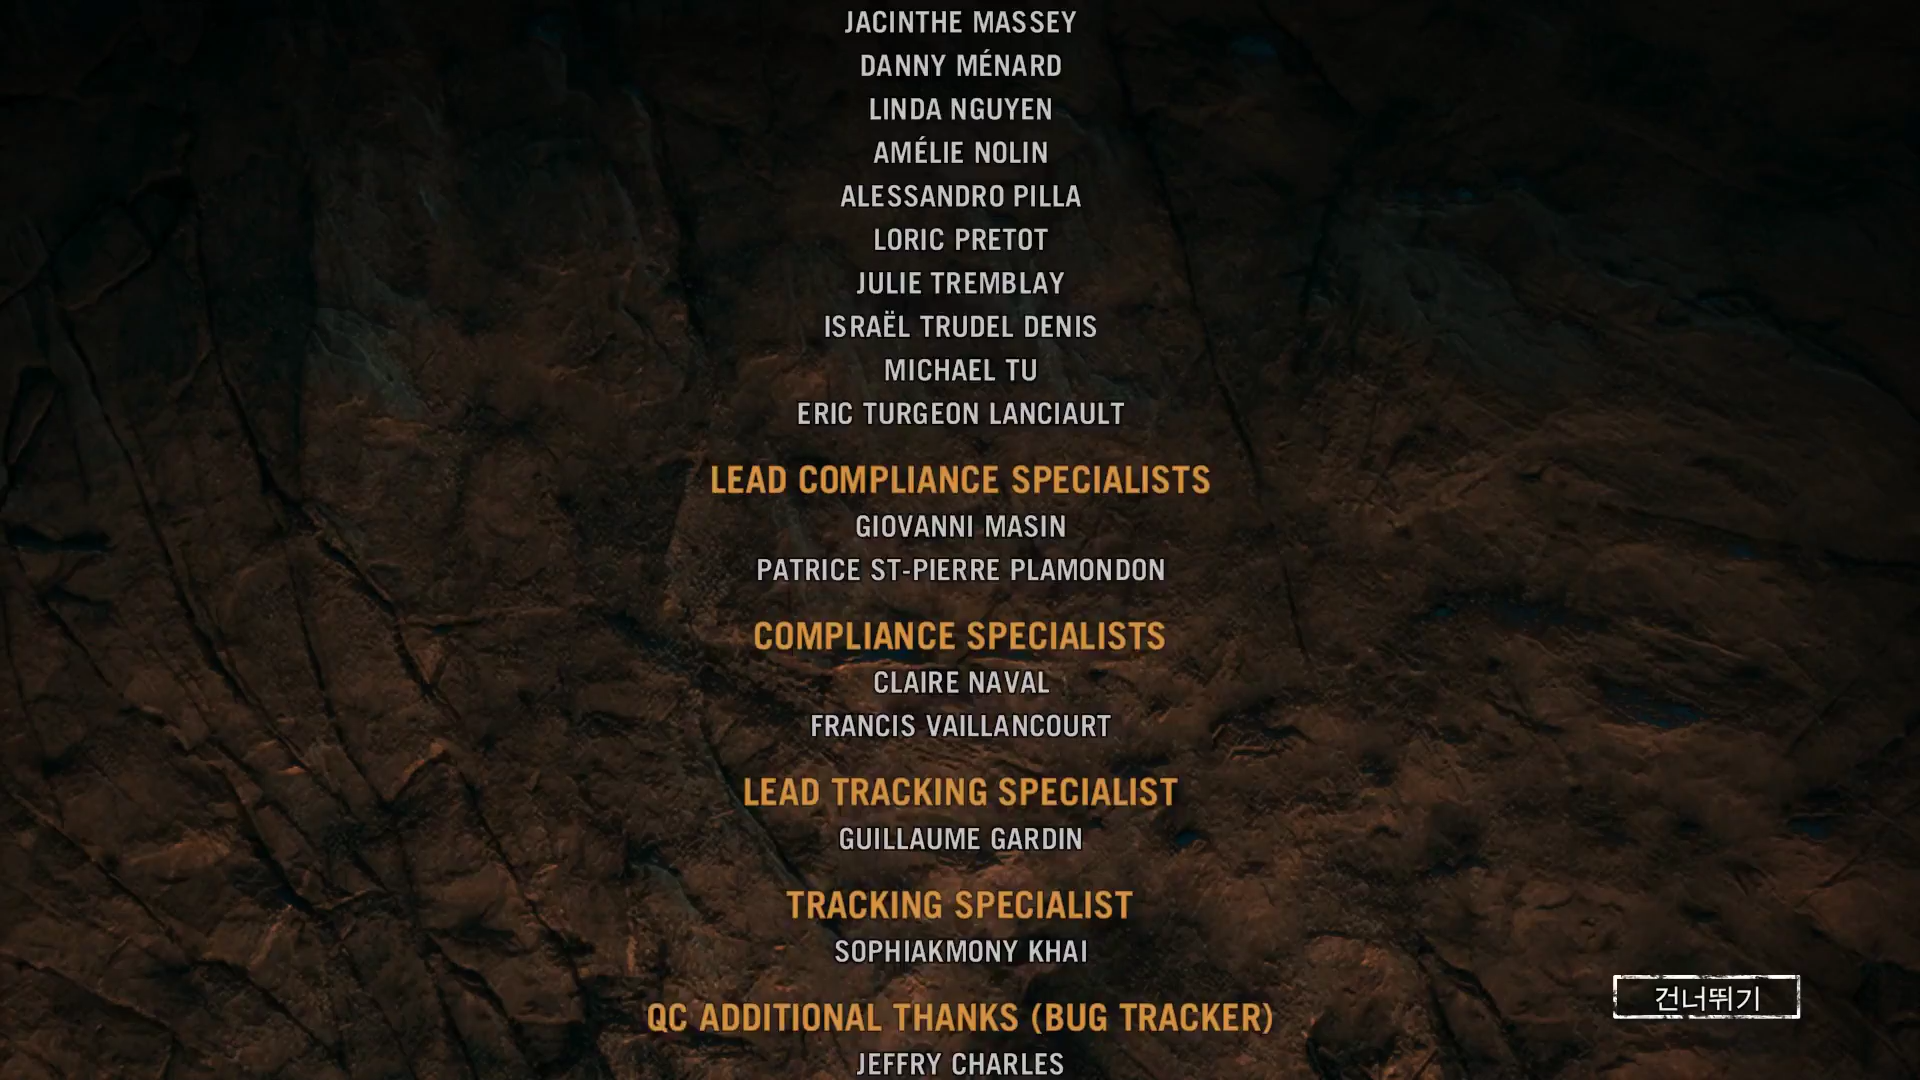 JACINTHE MASSEY
DANNY MÉNARD
LINDA NGUYEN
AMÉLIE NOLIN
ALESSANDRO PILLA
LORIC PRETOT
JULIE TREMBLAY
ISRAËL TRUDEL DENIS
MICHAEL TU
ERIC TURGEON LANCIAULT
LEAD COMPLIANCE SPECIALISTS
GIOVANNI MASIN
PATRICE ST-PIERRE PLAMONDON
COMPLIANCE SPECIALISTS
CLAIRE NAVAL
FRANCIS VAILLANCOURT
LEAD TRACKING SPECIALIST
GUILLAUME GARDIN
TRACKING SPECIALIST
SOPHIAKMONY KHAI
건너뛰기
QC ADDITIONAL THANKS (BUG TRACKER)
JEFFRY CHARLES